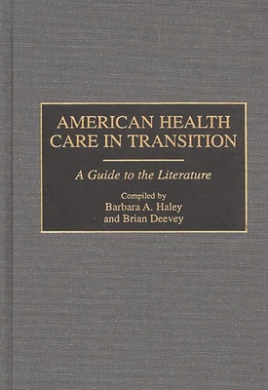 AMERICAN HEALTH
CARE IN TRANSITION
A Guide to the Literature
Compiled by
Barbara A. Haley
and Brian Deevey